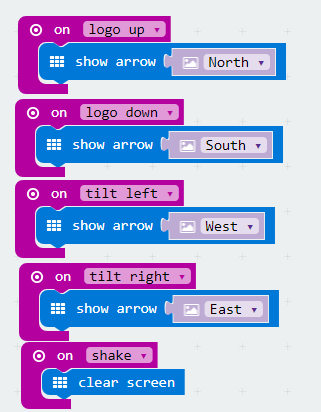 on logo up
show arrow North
on logo down
show arrow South
on tilt left
show arrow West
on tilt right
show arrow East
on shake
clear screen